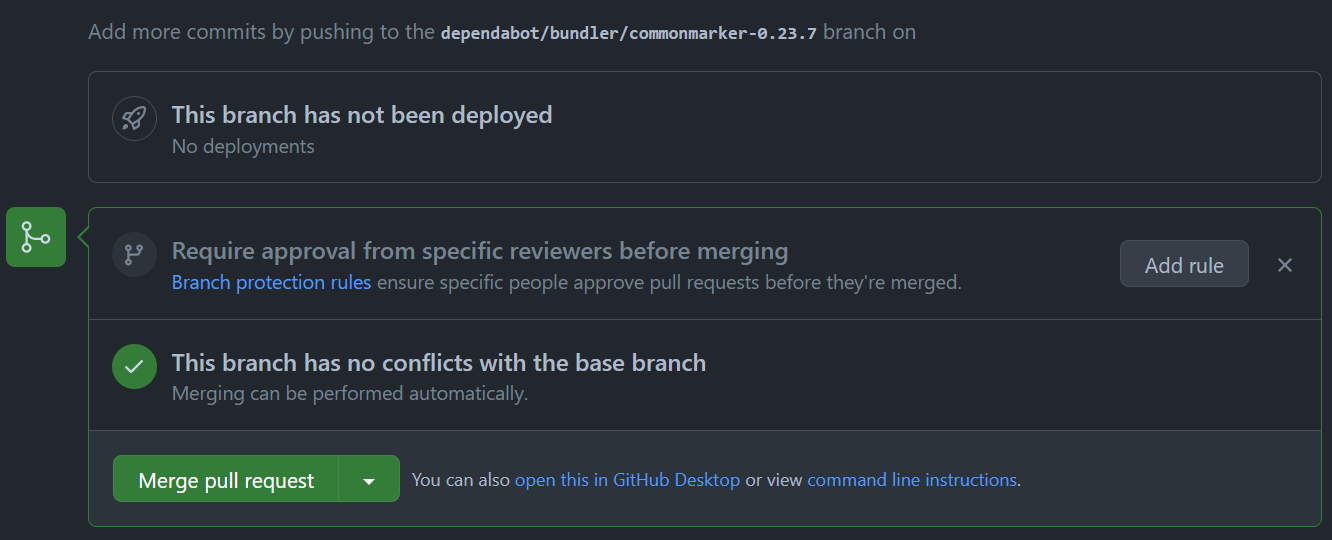 Add more commits by pushing to the dependabot/bundler/commonmarker-0.23.7 branch on
This branch has not been deployed
No deployments
Require approval from specific reviewers before merging
Add rule
Branch protection rules ensure specific people approve pull requests before they're merged.
This branch has no conflicts with the base branch
Merging can be performed automatically.
Merge pull request
You can also open this in GitHub Desktop or view command line instructions.